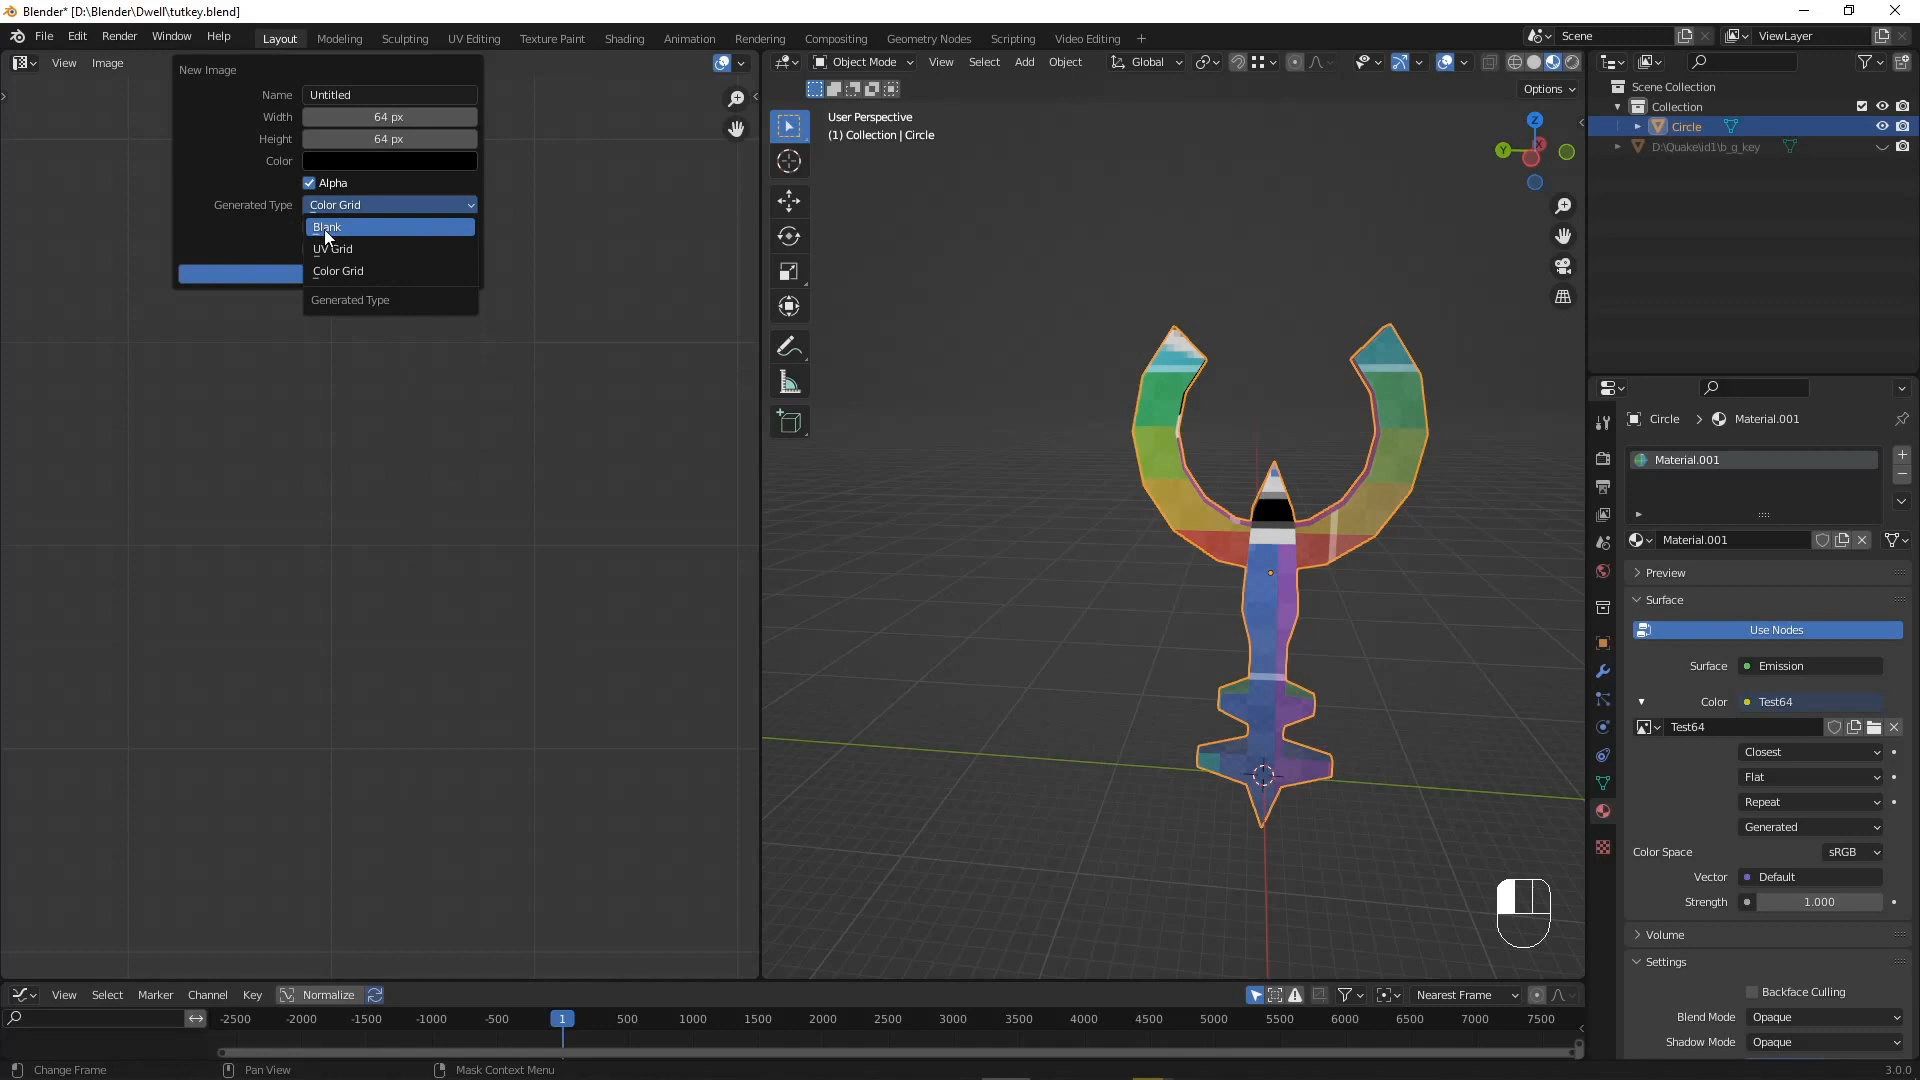 Blender* [D:\Blender\Dwell\tutkey.blend]
File Edit Render Window Help Layout Modeling Sculpting UV Editing Texture Paint Shading Animation Rendering Compositing Geometry Nodes Scripting Video Editing + Scene ViewLayer
View Image
New Image
Name Untitled
Width 64 px
Height 64 px
Color
Alpha
Generated Type Color Grid
Blank
UV Grid
Color Grid
Generated Type
Object Mode View Select Add Object Global
Options
User Perspective
(1) Collection | Circle
Z
Y
X
Scene Collection
Collection
Circle
D:\Quake\id1\b_g_key
Circle > Material.001
Material.001
Material.001
Preview
Surface
Use Nodes
Surface Emission
Color Test64
Test64
Closest
Flat
Repeat
Generated
Color Space sRGB
Vector Default
Strength 1.000
Volume
Settings
Backface Culling
Blend Mode Opaque
Shadow Mode Opaque
View Select Marker Channel Key Normalize Nearest Frame
-2500 -2000 -1500 -1000 -500 1 500 1000 1500 2000 2500 3000 3500 4000 4500 5000 5500 6000 6500 7000 7500
Change Frame Pan View Mask Context Menu 3.0.0